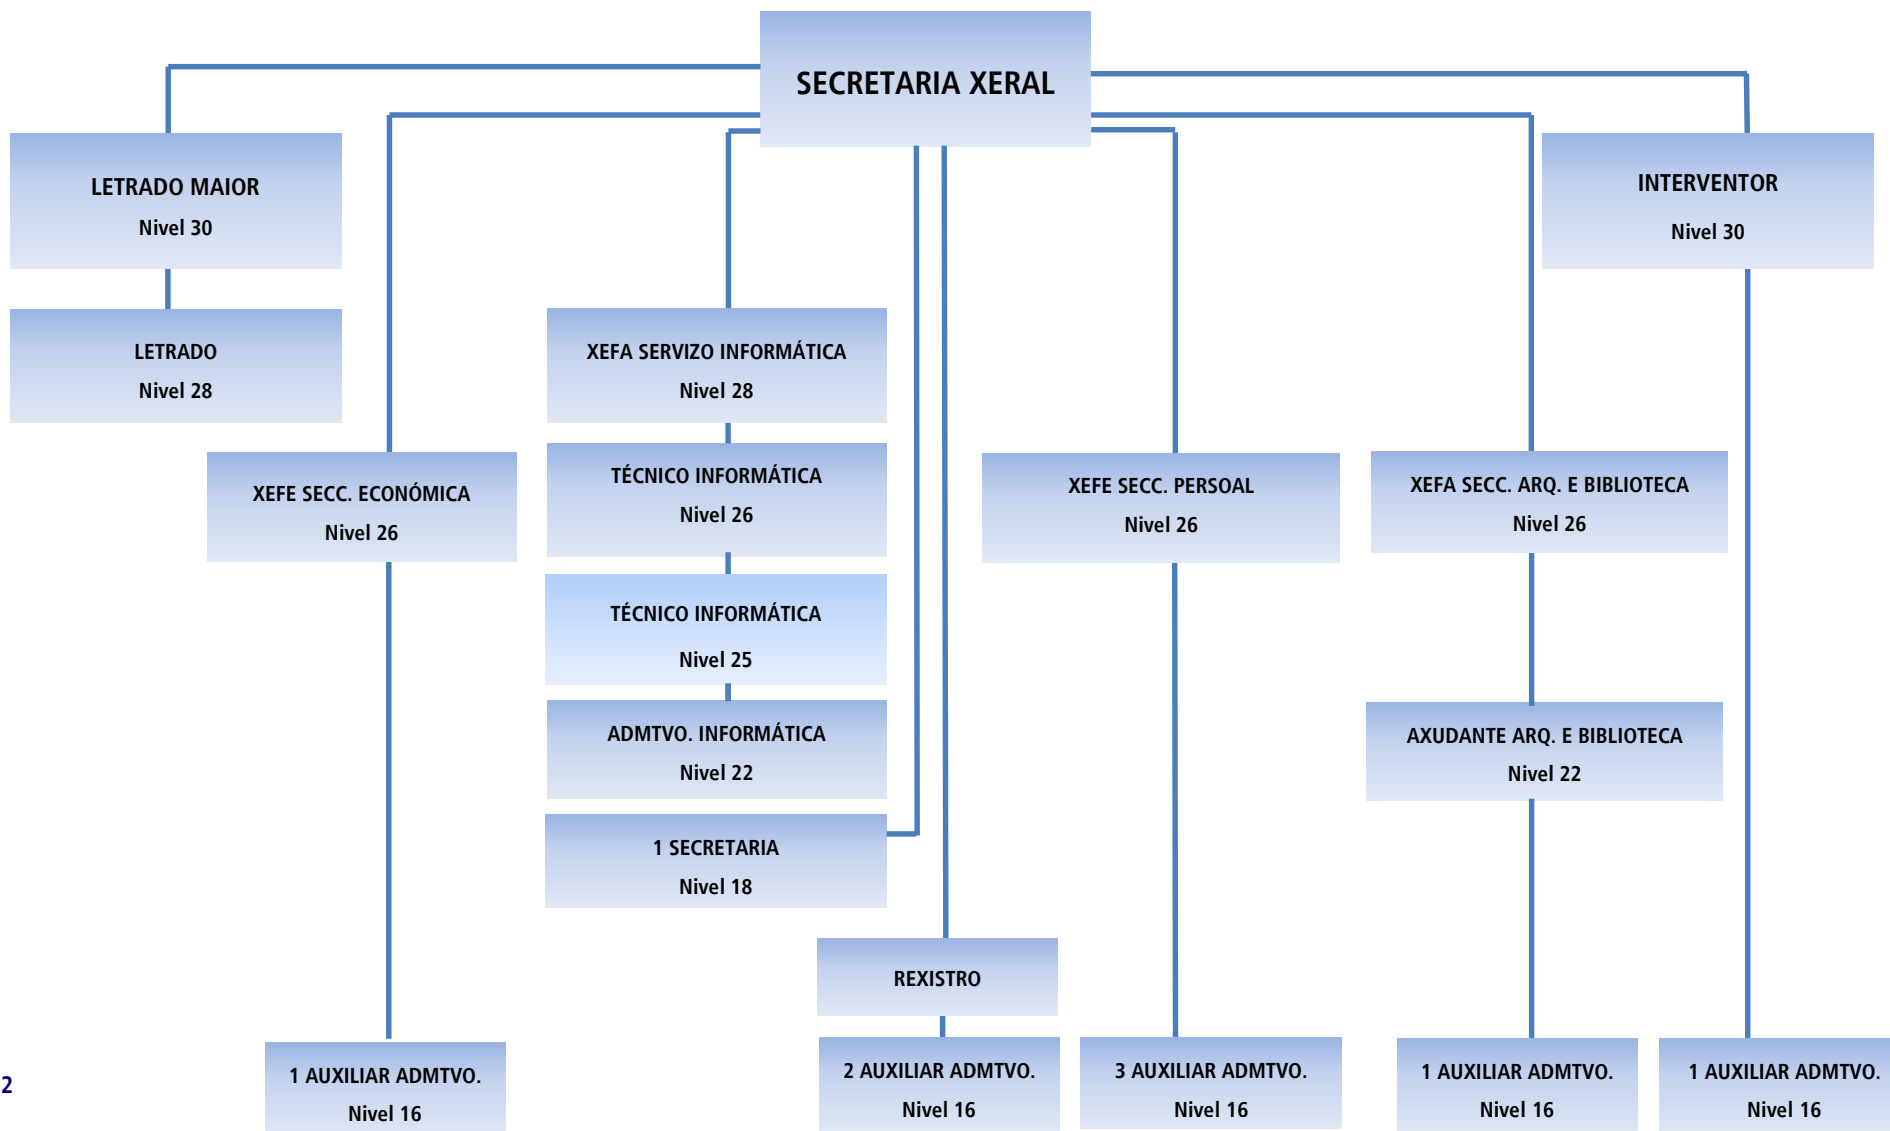 SECRETARIA XERAL
LETRADO MAIOR
Nivel 30
INTERVENTOR
Nivel 30
LETRADO
Nivel 28
XEFA SERVIZO INFORMÁTICA
Nivel 28
XEFE SECC. ECONÓMICA
Nivel 26
TÉCNICO INFORMÁTICA
Nivel 26
XEFE SECC. PERSOAL
Nivel 26
XEFA SECC. ARQ. E BIBLIOTECA
Nivel 26
TÉCNICO INFORMÁTICA
Nivel 25
ADMTVO. INFORMÁTICA
Nivel 22
AXUDANTE ARQ. E BIBLIOTECA
Nivel 22
1 SECRETARIA
Nivel 18
REXISTRO
1 AUXILIAR ADMTVO.
Nivel 16
2 AUXILIAR ADMTVO.
Nivel 16
3 AUXILIAR ADMTVO.
Nivel 16
1 AUXILIAR ADMTVO.
Nivel 16
1 AUXILIAR ADMTVO.
Nivel 16
2